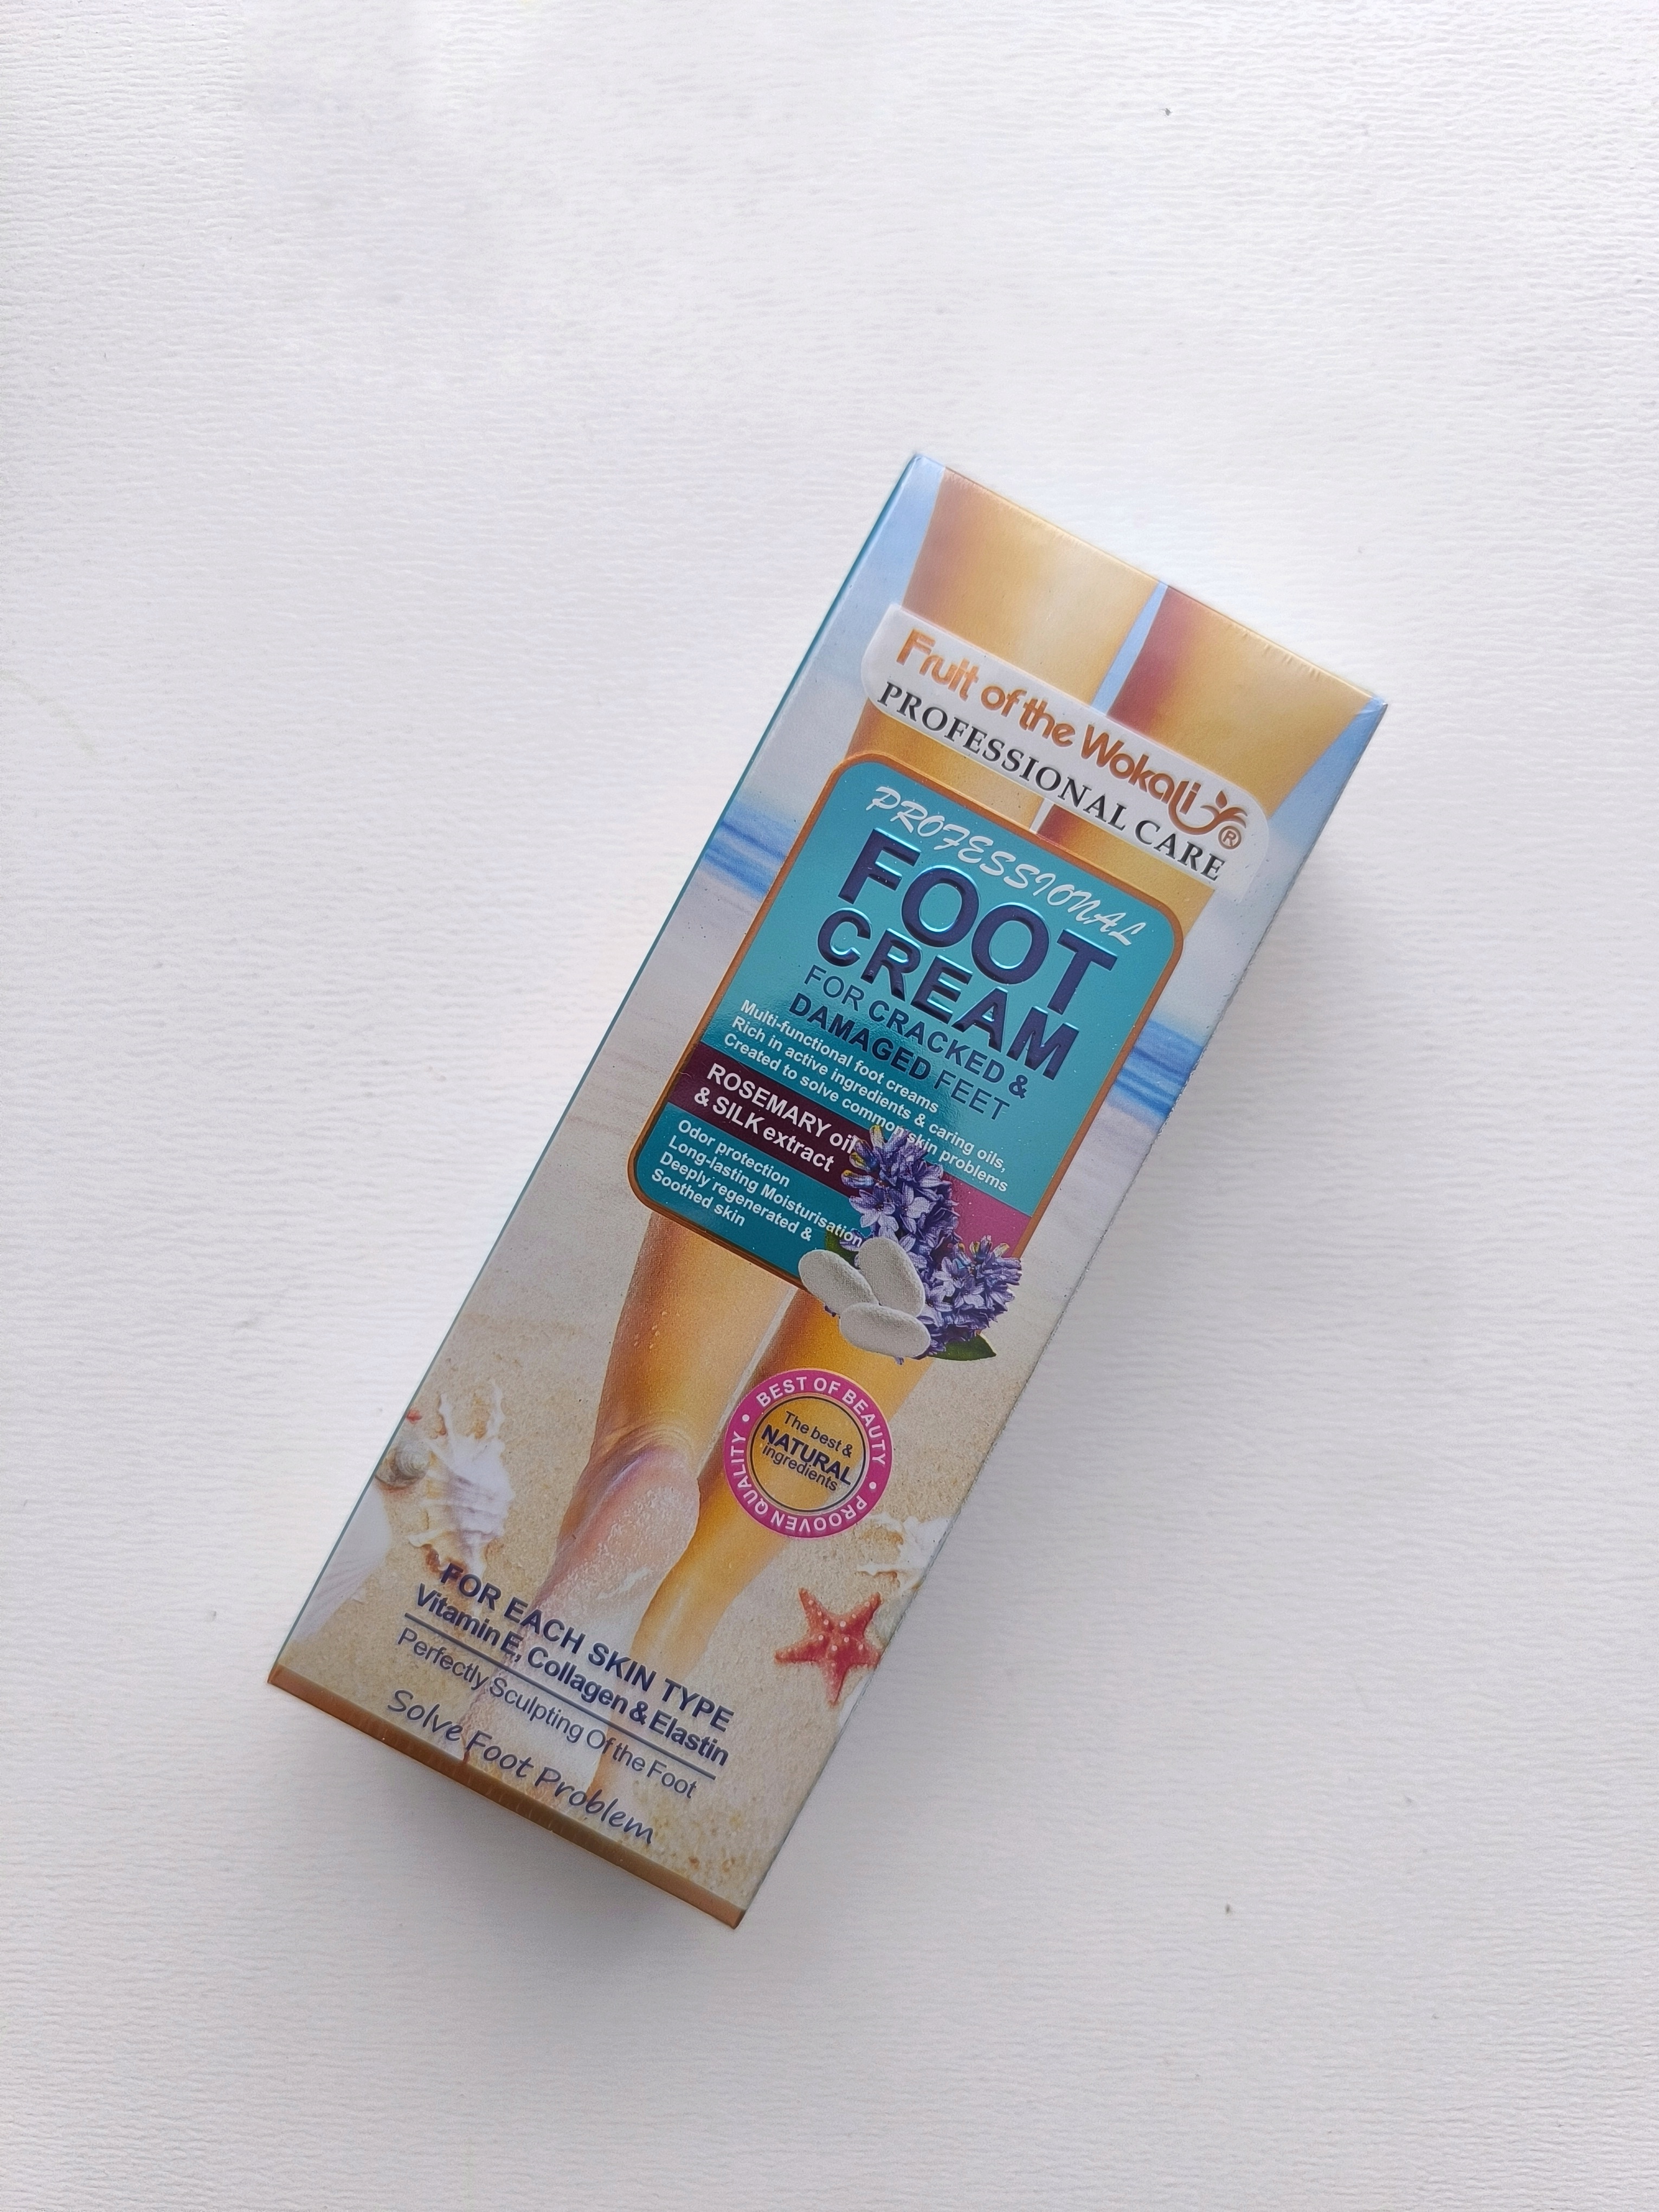 Fruit of the Wokali ®
PROFESSIONAL CARE
PROFESSIONAL
FOOT
CREAM
FOR CRACKED &
DAMAGED FEET
Multi-functional foot creams
Rich in active ingredients & caring oils,
Created to solve common skin problems
ROSEMARY oil
& SILK extract
Odor protection
Long-lasting Moisturisation
Deeply regenerated &
Soothed skin
BEST OF BEAUTY
The best &
NATURAL
ingredients
PROOVEN QUALITY
FOR EACH SKIN TYPE
Vitamin E, Collagen & Elastin
Perfectly Sculpting Of the Foot
Solve Foot Problem